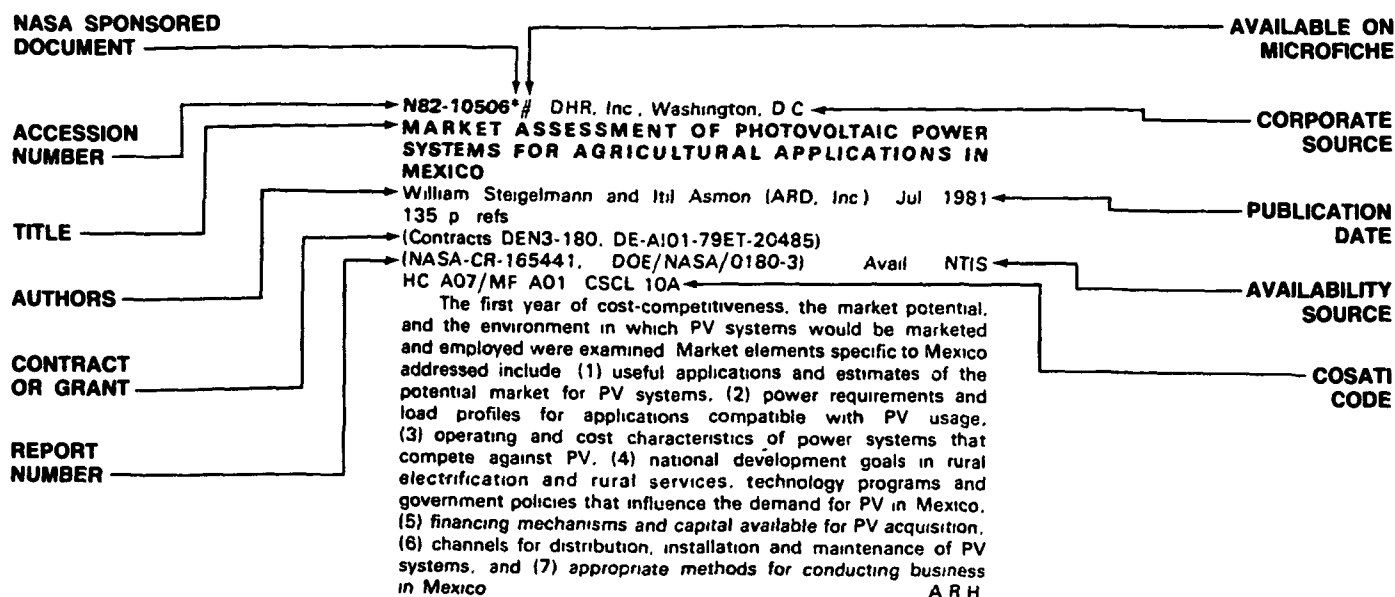 NASA SPONSORED
DOCUMENT
AVAILABLE ON
MICROFICHE
ACCESSION
NUMBER
TITLE
AUTHORS
CONTRACT
OR GRANT
REPORT
NUMBER
N82-10506*# DHR, Inc, Washington, D C
MARKET ASSESSMENT OF PHOTOVOLTAIC POWER
SYSTEMS FOR AGRICULTURAL APPLICATIONS IN
MEXICO
William Steigelmann and Itil Asmon (ARD, Inc) Jul 1981
135 p refs
(Contracts DEN3-180, DE-AI01-79ET-20485)
(NASA-CR-165441, DOE/NASA/0180-3) Avail NTIS
HC A07/MF A01 CSCL 10A
The first year of cost-competitiveness, the market potential,
and the environment in which PV systems would be marketed
and employed were examined Market elements specific to Mexico
addressed include (1) useful applications and estimates of the
potential market for PV systems, (2) power requirements and
load profiles for applications compatible with PV usage,
(3) operating and cost characteristics of power systems that
compete against PV, (4) national development goals in rural
electrification and rural services, technology programs and
government policies that influence the demand for PV in Mexico,
(5) financing mechanisms and capital available for PV acquisition,
(6) channels for distribution, installation and maintenance of PV
systems, and (7) appropriate methods for conducting business
in Mexico A R H
CORPORATE
SOURCE
PUBLICATION
DATE
AVAILABILITY
SOURCE
COSATI
CODE